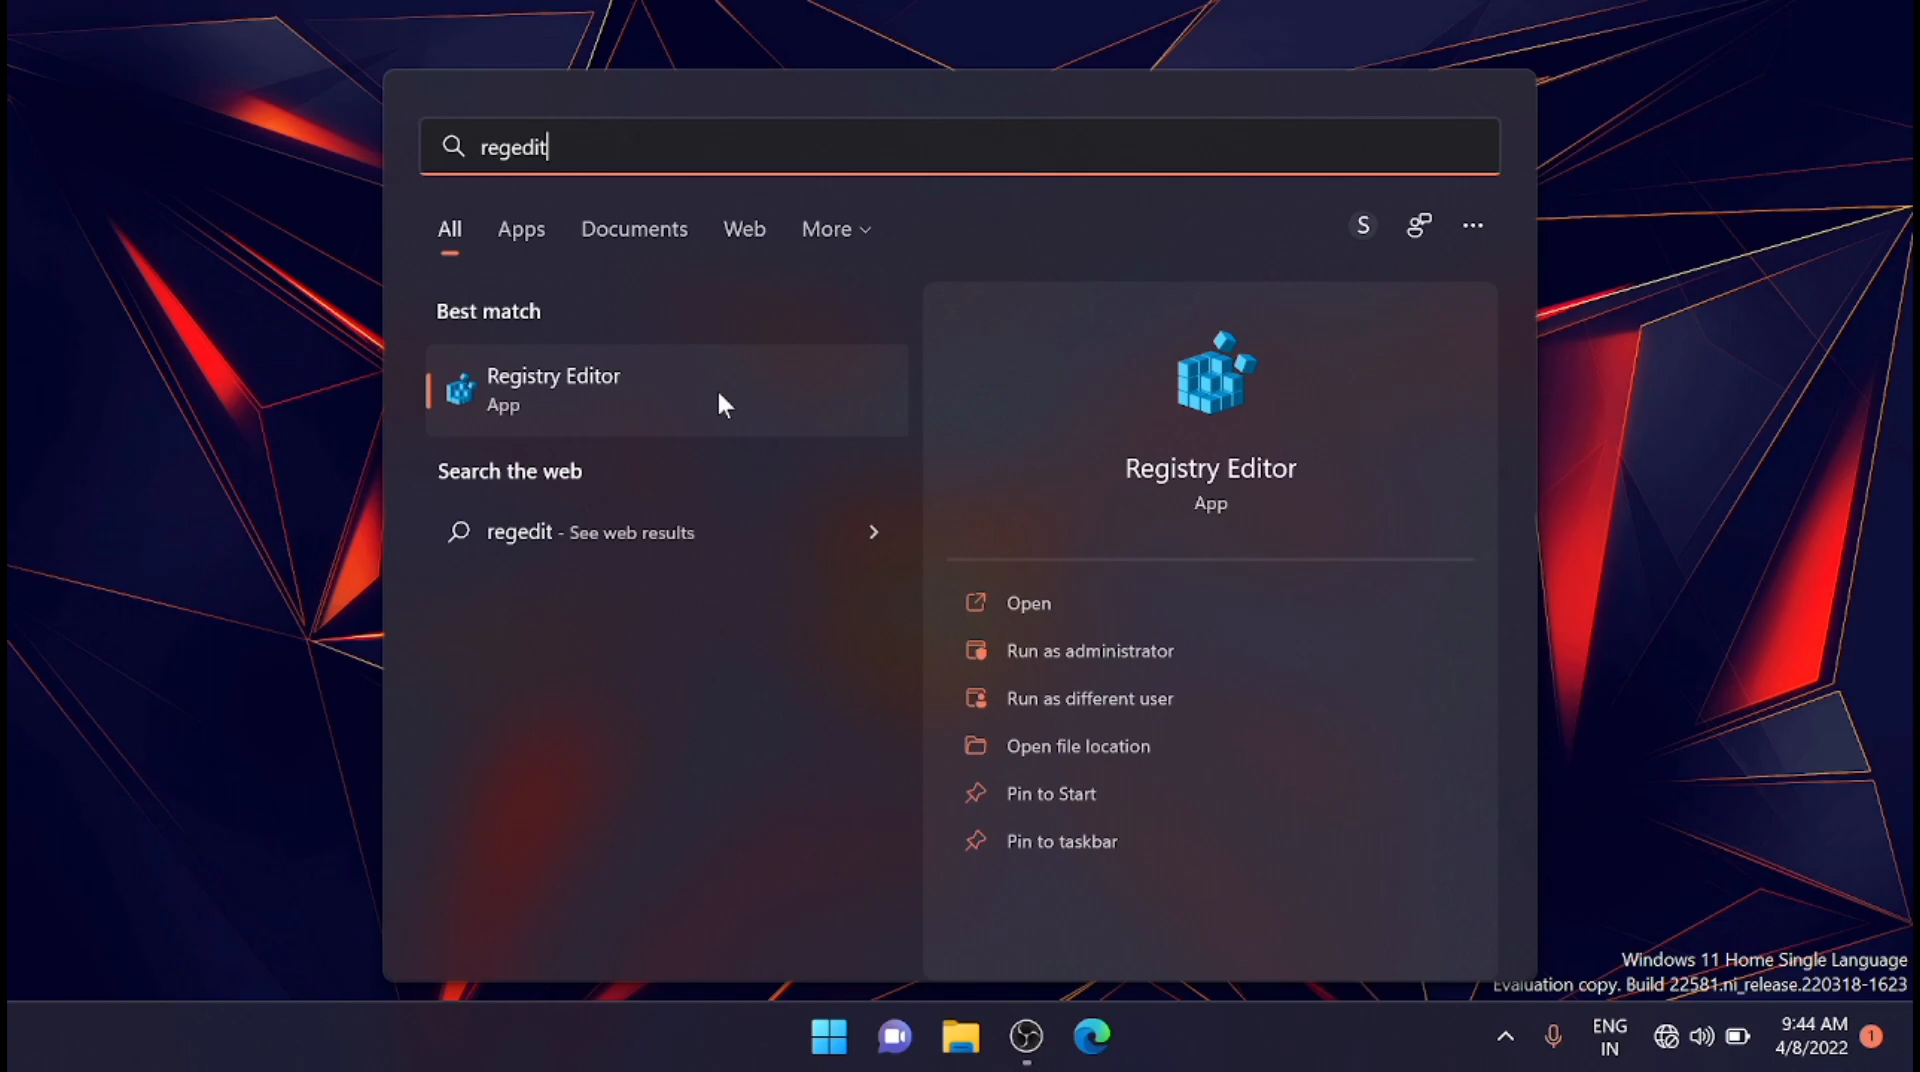 regedit
All
Apps
Documents
Web
More
S
Best match
Registry Editor
App
Search the web
regedit - See web results
Registry Editor
App
Open
Run as administrator
Run as different user
Open file location
Pin to Start
Pin to taskbar
Windows 11 Home Single Language
Evaluation copy. Build 22581.ni_release.220318-1623
ENG
IN
9:44 AM
4/8/2022
1